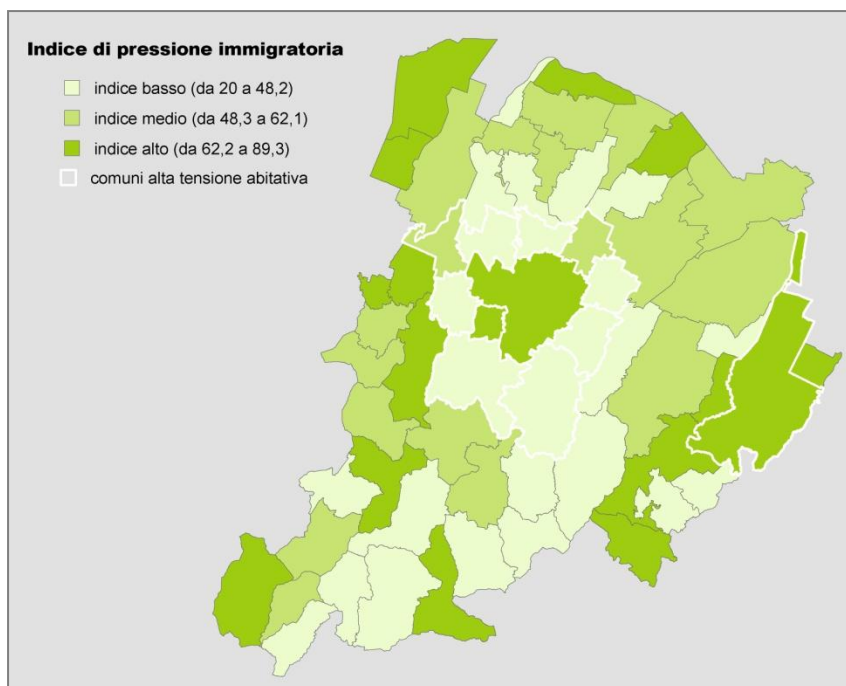 Indice di pressione immigratoria
indice basso (da 20 a 48,2)
indice medio (da 48,3 a 62,1)
indice alto (da 62,2 a 89,3)
comuni alta tensione abitativa